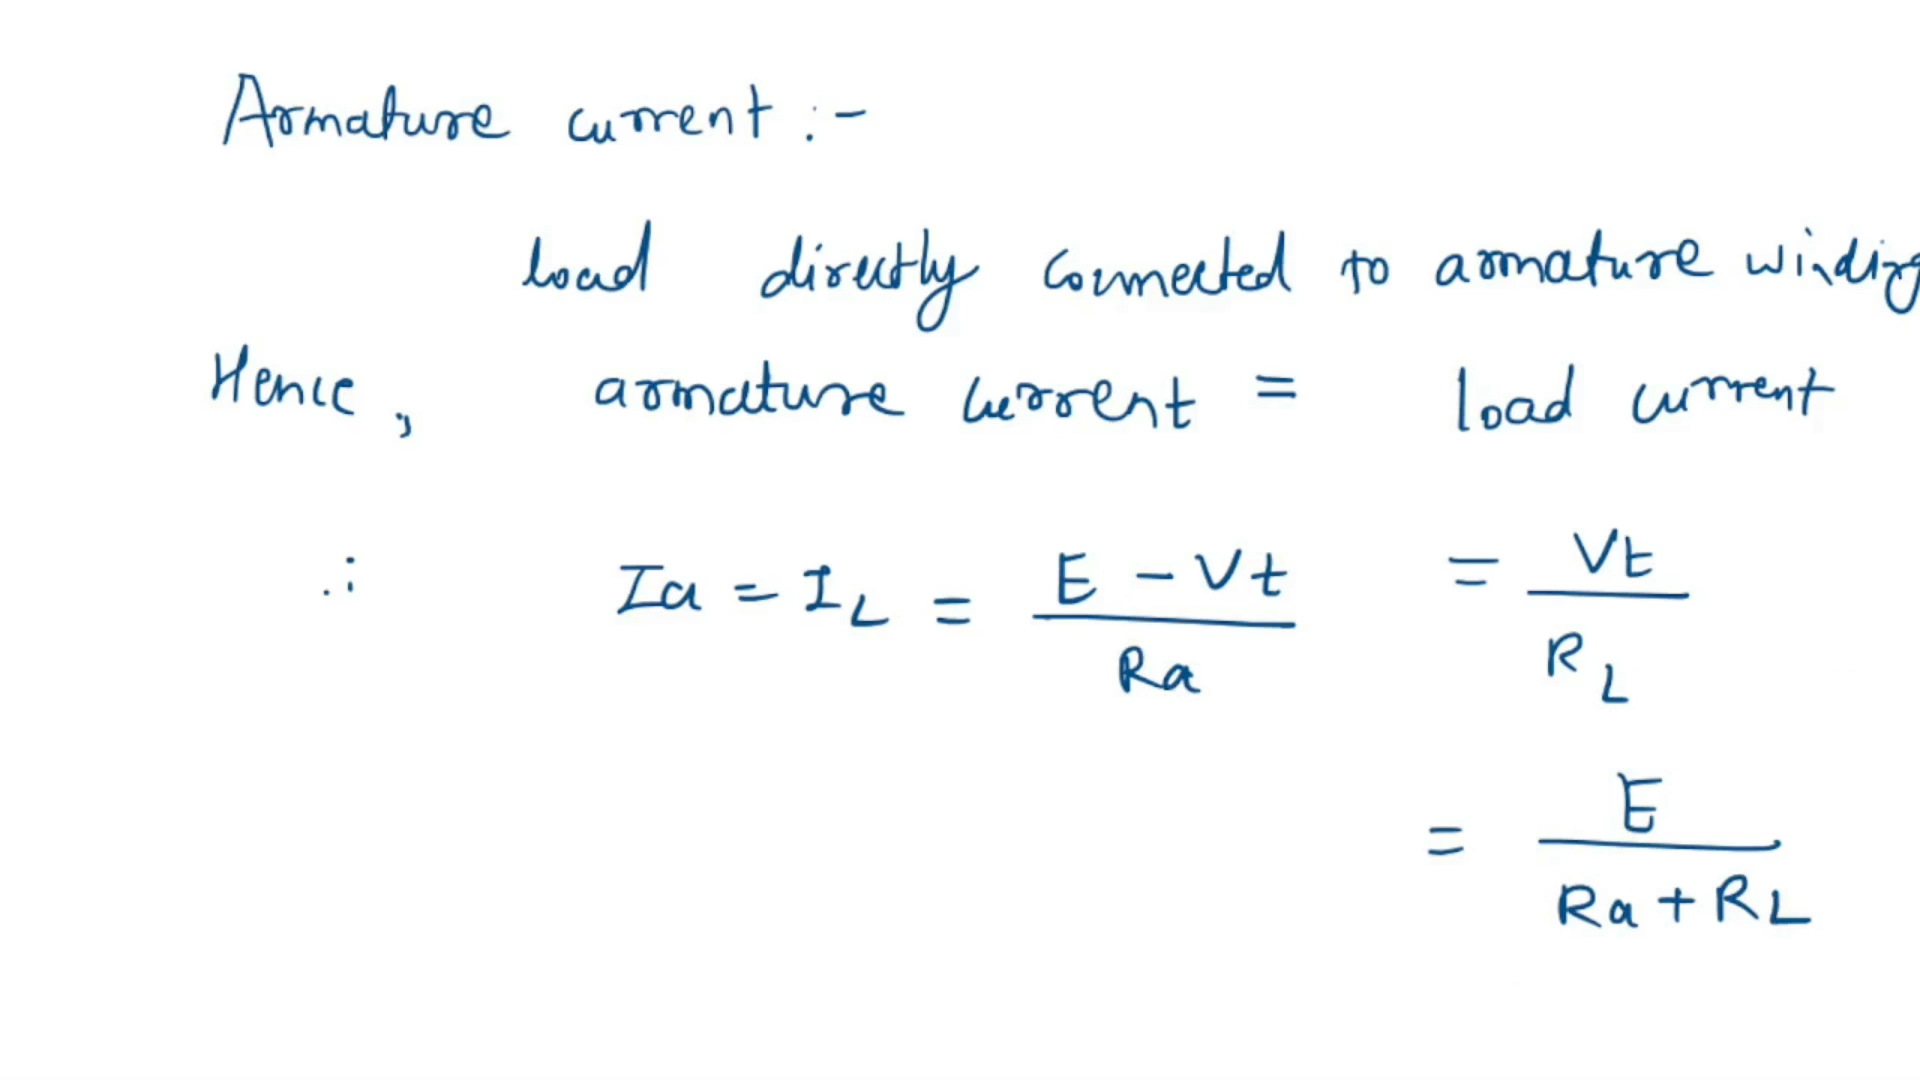 Armature current :-
load directly connected to armature winding
Hence, armature current = load current
∴ Ia = IL = E - Vt / Ra = Vt / RL
= E / Ra + RL